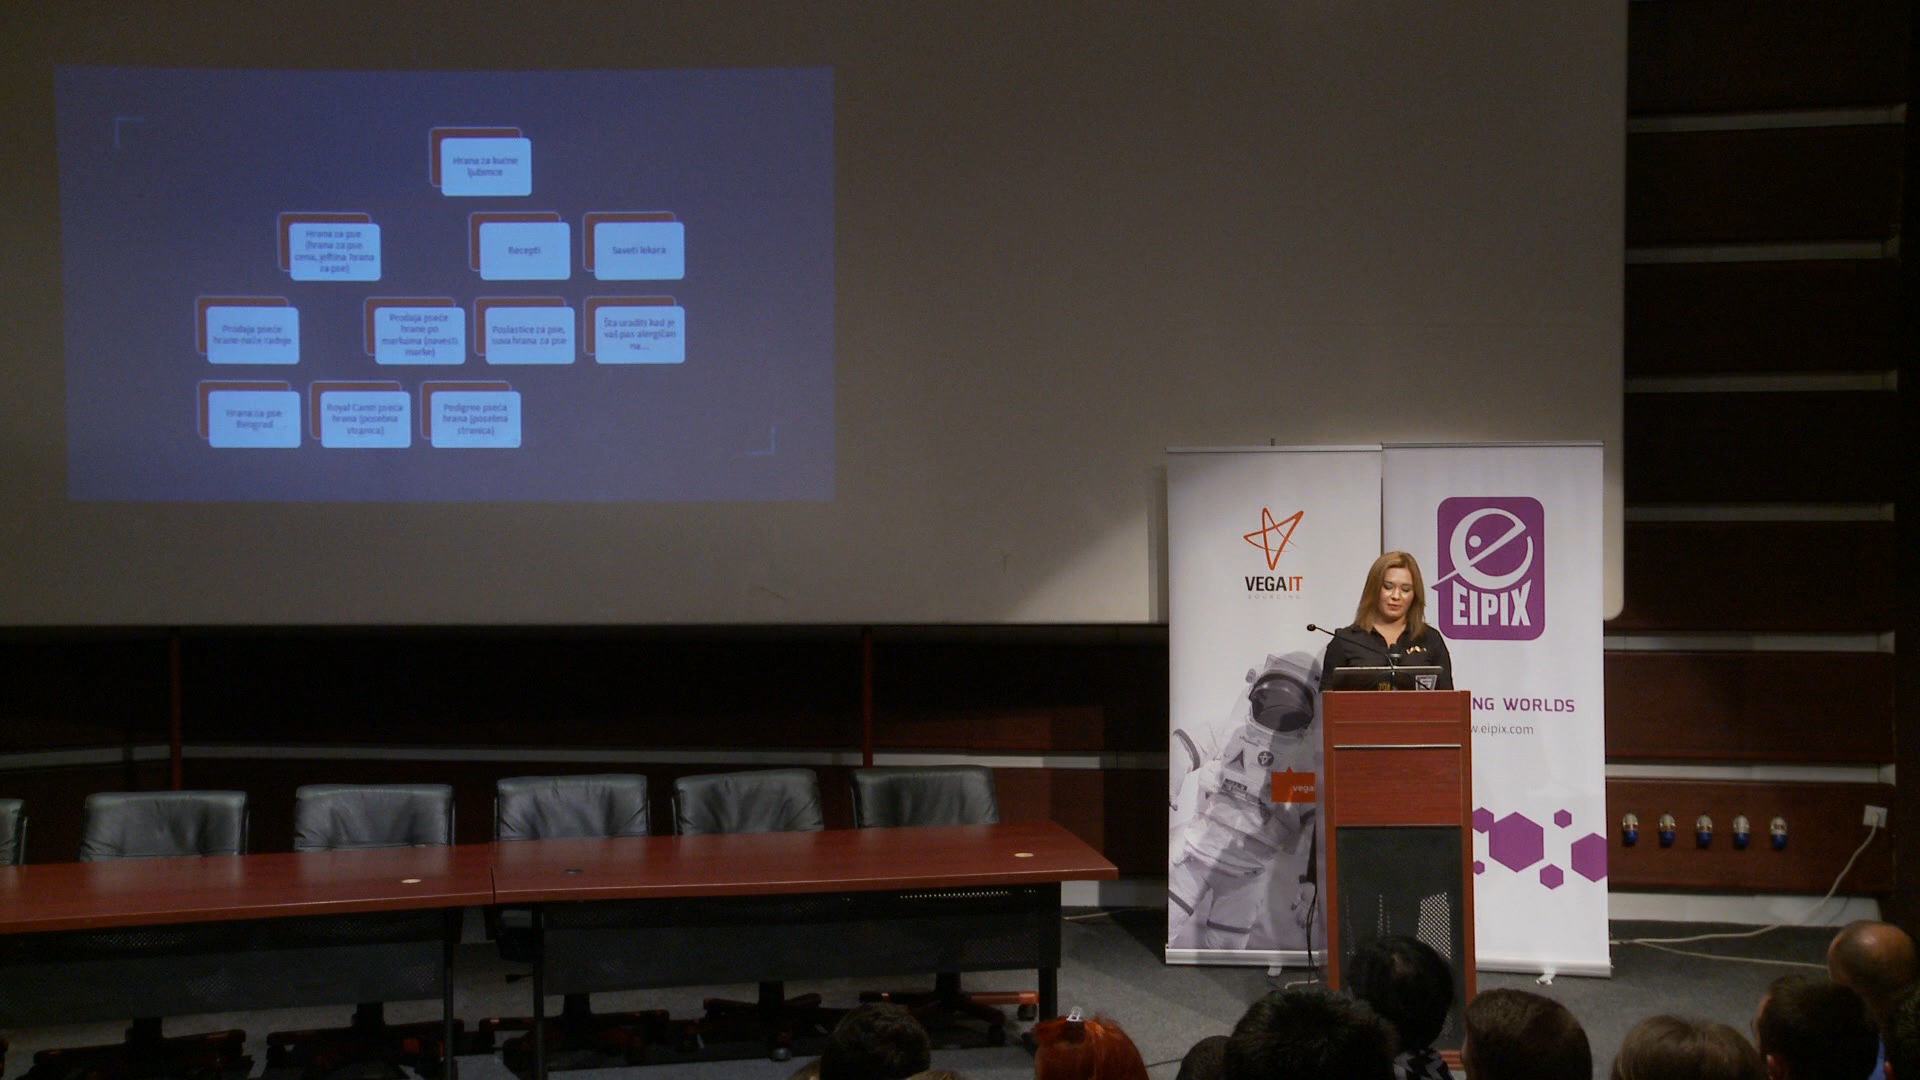 Hrana za kućne
ljubimce
Hrana za pse
(hrana za pse
cena, jeftina hrana
za pse)
Recepti
Saveti lekara
Prodaja pseće
hrane-naše radnje
Prodaja pseće
hrane po
markama (navesti
marke)
Poslastice za pse,
suva hrana za pse
Šta uraditi kad je
vaš pas alergičan
na...
Hrana za pse
Beograd ...
Royal Canin pseća
hrana (posebna
stranica)
Pedigree pseća
hrana (posebna
stranica)
VEGAIT
SOURCING
vega
e
EIPIX
NG WORLDS
w.eipix.com